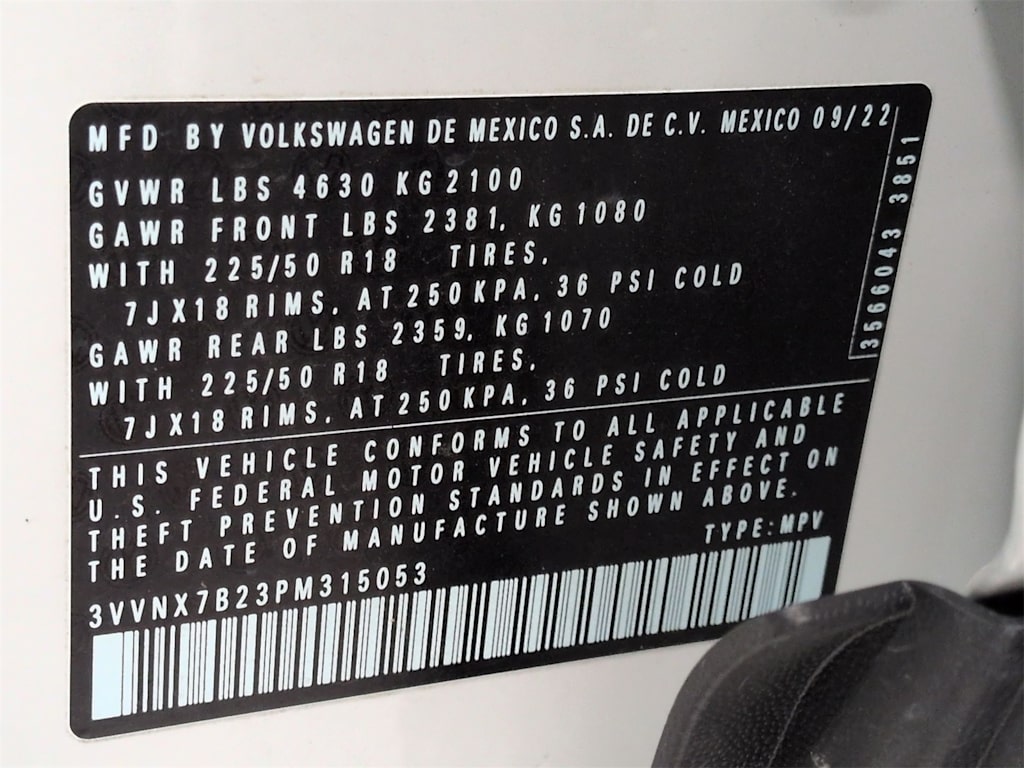 MFD BY VOLKSWAGEN DE MEXICO S.A. DE C.V. MEXICO 09/22
GVWR LBS 4630 KG 2100
GAWR FRONT LBS 2381, KG 1080
WITH 225/50 R18 TIRES,
7JX18 RIMS, AT 250 KPA, 36 PSI COLD
GAWR REAR LBS 2359, KG 1070
WITH 225/50 R18 TIRES,
7JX18 RIMS, AT 250 KPA, 36 PSI COLD
3566043 3851
THIS VEHICLE CONFORMS TO ALL APPLICABLE
U.S. FEDERAL MOTOR VEHICLE SAFETY AND
THEFT PREVENTION STANDARDS IN EFFECT ON
THE DATE OF MANUFACTURE SHOWN ABOVE.
TYPE: MPV
3VVNX7B23PM315053